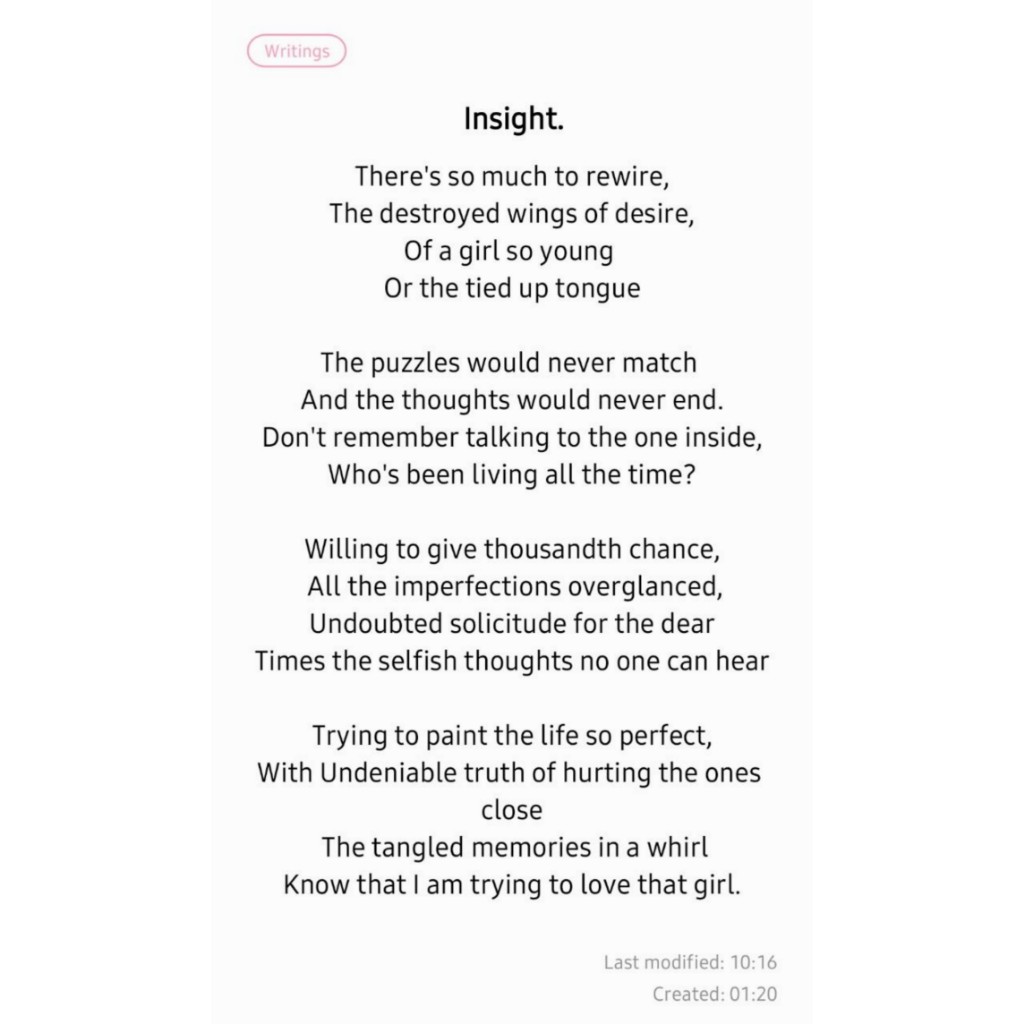 Writings
Insight.
There's so much to rewire,
The destroyed wings of desire,
Of a girl so young
Or the tied up tongue
The puzzles would never match
And the thoughts would never end.
Don't remember talking to the one inside,
Who's been living all the time?
Willing to give thousandth chance,
All the imperfections overglanced,
Undoubted solicitude for the dear
Times the selfish thoughts no one can hear
Trying to paint the life so perfect,
With Undeniable truth of hurting the ones
close
The tangled memories in a whirl
Know that I am trying to love that girl.
Last modified: 10:16
Created: 01:20